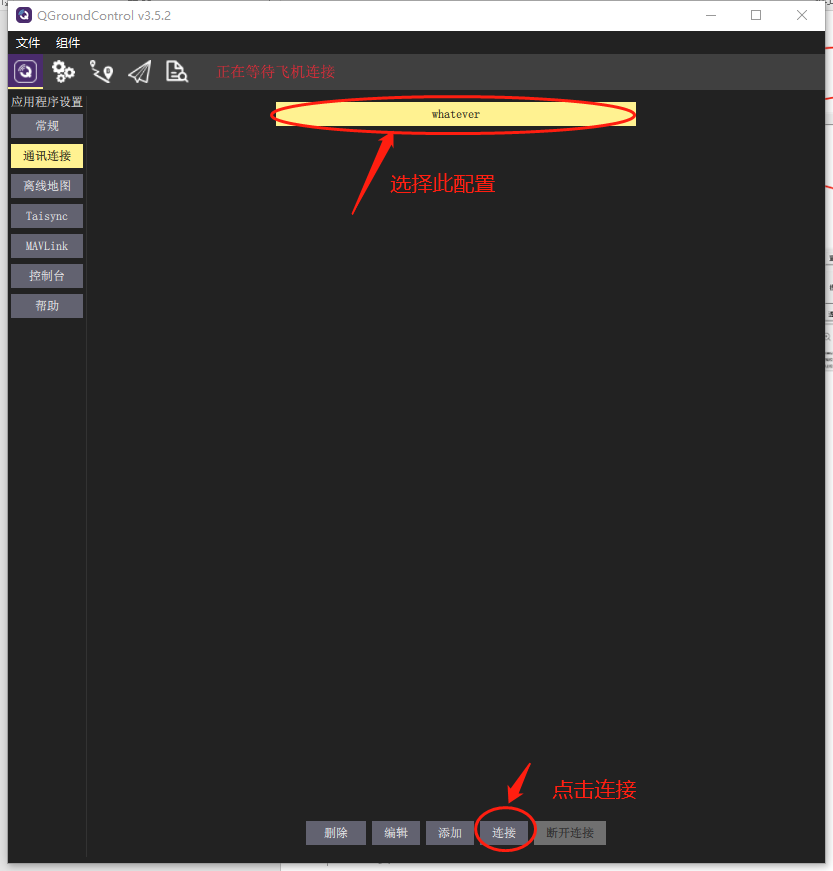 QGroundControl v3.5.2
文件 组件
正在等待飞机连接
应用程序设置
常规
通讯连接
离线地图
Taisync
MAVLink
控制台
帮助
whatever
选择此配置
点击连接
删除 编辑 添加 连接 断开连接